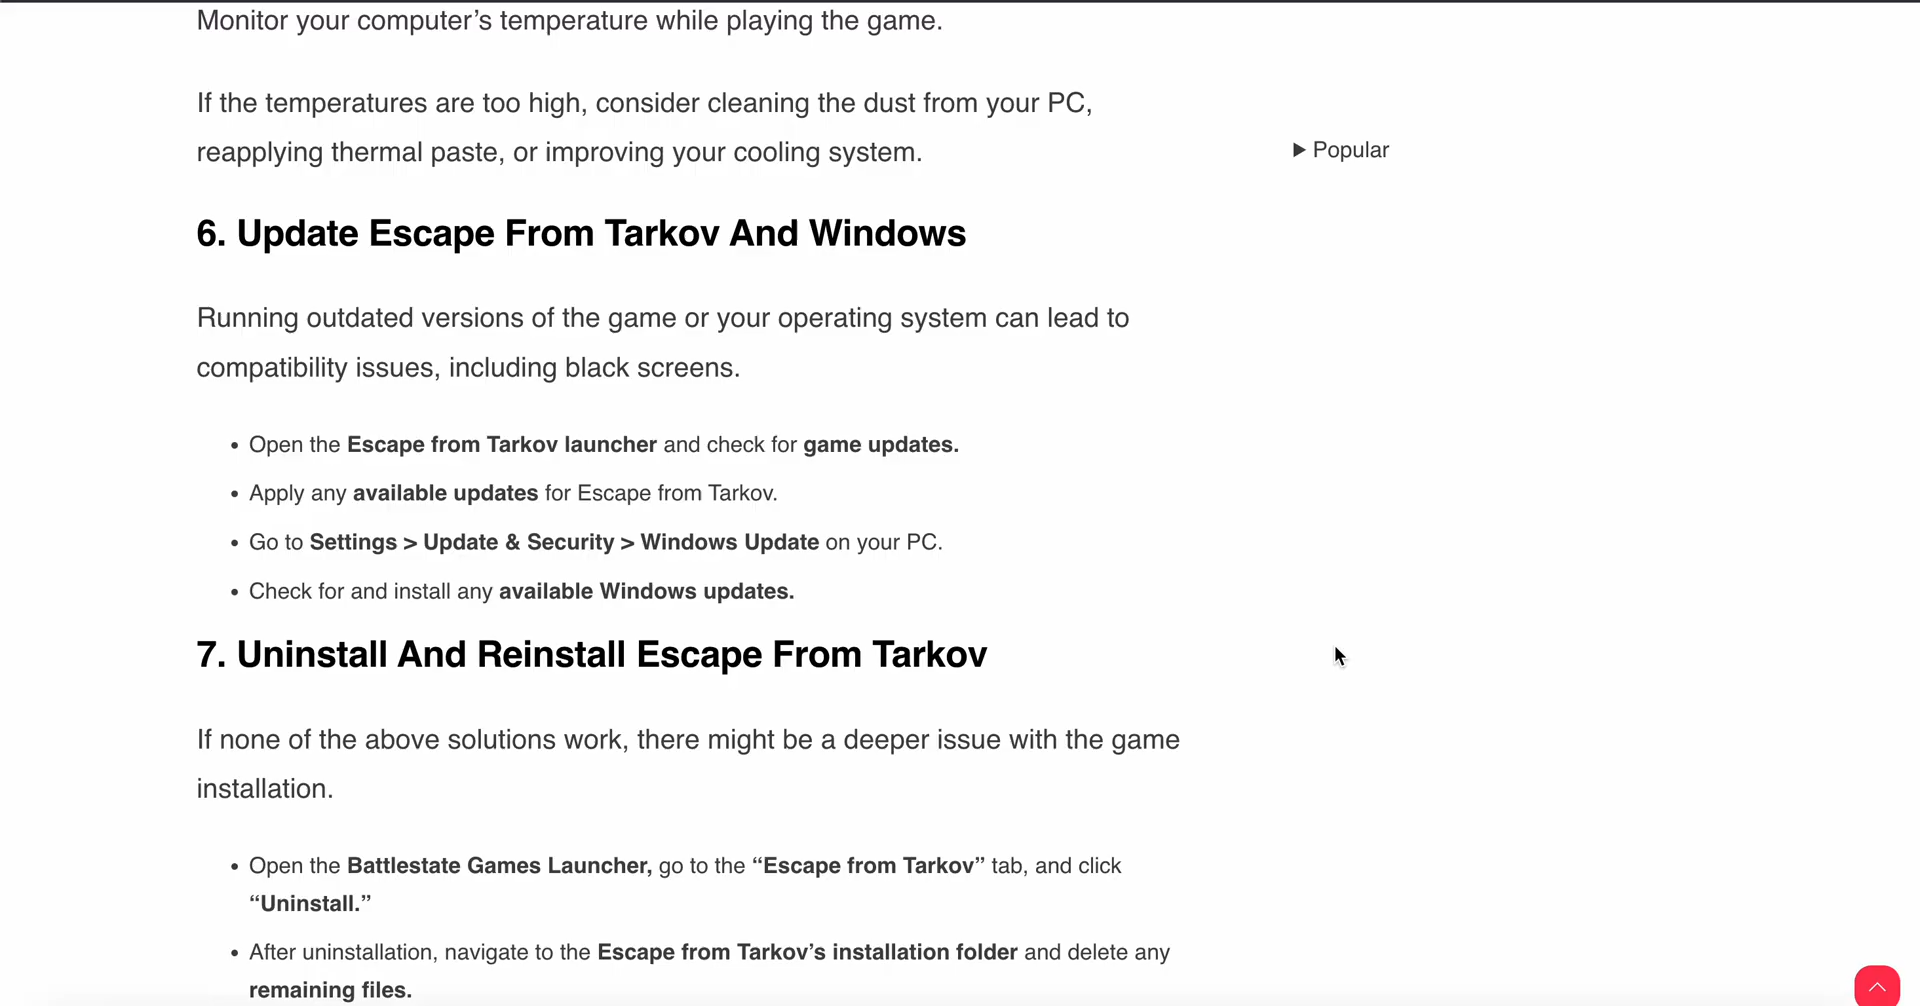 Monitor your computer’s temperature while playing the game.
If the temperatures are too high, consider cleaning the dust from your PC,
reapplying thermal paste, or improving your cooling system.
▶ Popular
6. Update Escape From Tarkov And Windows
Running outdated versions of the game or your operating system can lead to
compatibility issues, including black screens.
• Open the Escape from Tarkov launcher and check for game updates.
• Apply any available updates for Escape from Tarkov.
• Go to Settings > Update & Security > Windows Update on your PC.
• Check for and install any available Windows updates.
7. Uninstall And Reinstall Escape From Tarkov
If none of the above solutions work, there might be a deeper issue with the game
installation.
• Open the Battlestate Games Launcher, go to the “Escape from Tarkov” tab, and click
“Uninstall.”
• After uninstallation, navigate to the Escape from Tarkov’s installation folder and delete any
remaining files.